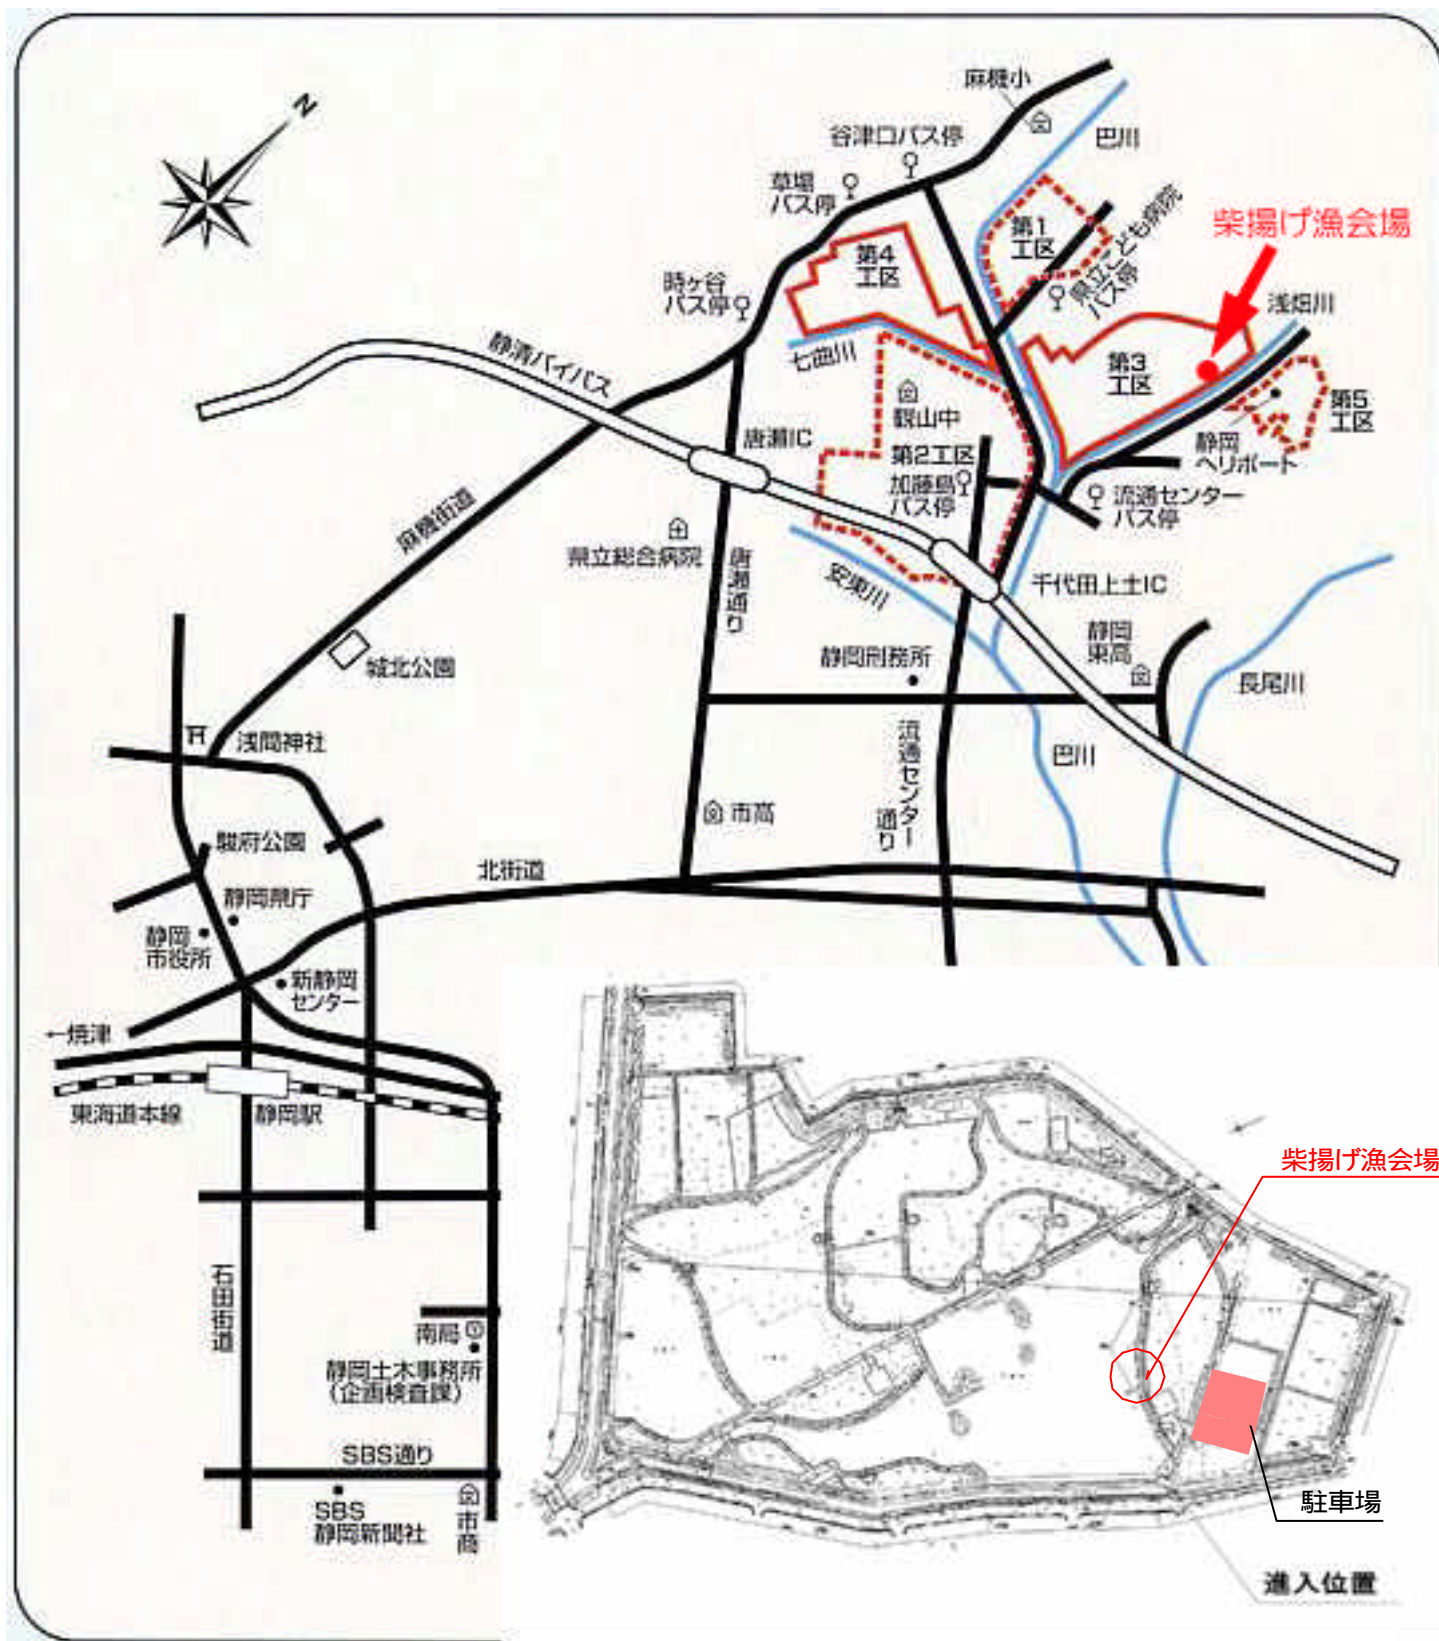 N
麻機小
谷津口バス停
巴川
草場
バス停
第1
工区
県立こども病院
バス停
柴揚げ漁会場
第4
工区
時ヶ谷
バス停
浅畑川
静清バイパス
七曲川
第3
工区
観山中
第5
工区
唐瀬IC
第2工区
静岡
ヘリポート
加藤島
バス停
流通センター
バス停
麻機街道
県立総合病院
唐瀬通り
安東川
千代田上土IC
静岡
東高
静岡刑務所
城北公園
長尾川
浅間神社
流通センター
通り
巴川
市高
駿府公園
北街道
静岡県庁
静岡
市役所
新静岡
センター
←焼津
東海道本線
静岡駅
柴揚げ漁会場
石田街道
南局
静岡土木事務所
(企画検査課)
SBS通り
SBS
静岡新聞社
市商
駐車場
進入位置